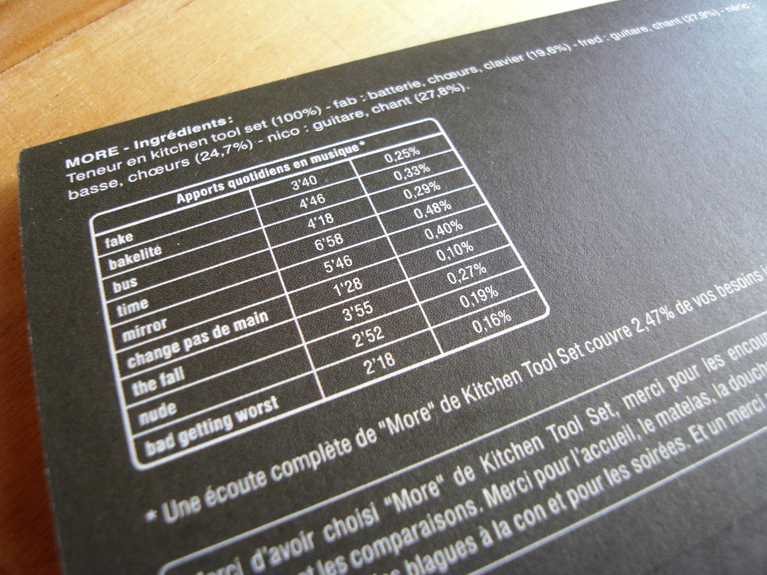 MORE - Ingrédients:
Teneur en kitchen tool set (100%) - fab : batterie, chœurs, clavier (19,6%) - fred : guitare, chant (27,9%) - néric :
basse, chœurs (24,7%) - nico : guitare, chant (27,8%).
Apports quotidiens en musique*
fake 3'40 0,25%
bakelité 4'46 0,33%
bus 4'18 0,29%
time 6'58 0,48%
mirror 5'46 0,40%
change pas de main 1'28 0,10%
the fall 3'55 0,27%
nude 2'52 0,19%
bad getting worst 2'18 0,16%
* Une écoute complète de "More" de Kitchen Tool Set couvre 2.47% de vos besoins
d'avoir choisi "More" de Kitchen Tool Set, merci pour les
les comparaisons. Merci pour l'accueil, le matelas, la
blagues à la con et pour les soirées. Et un merci